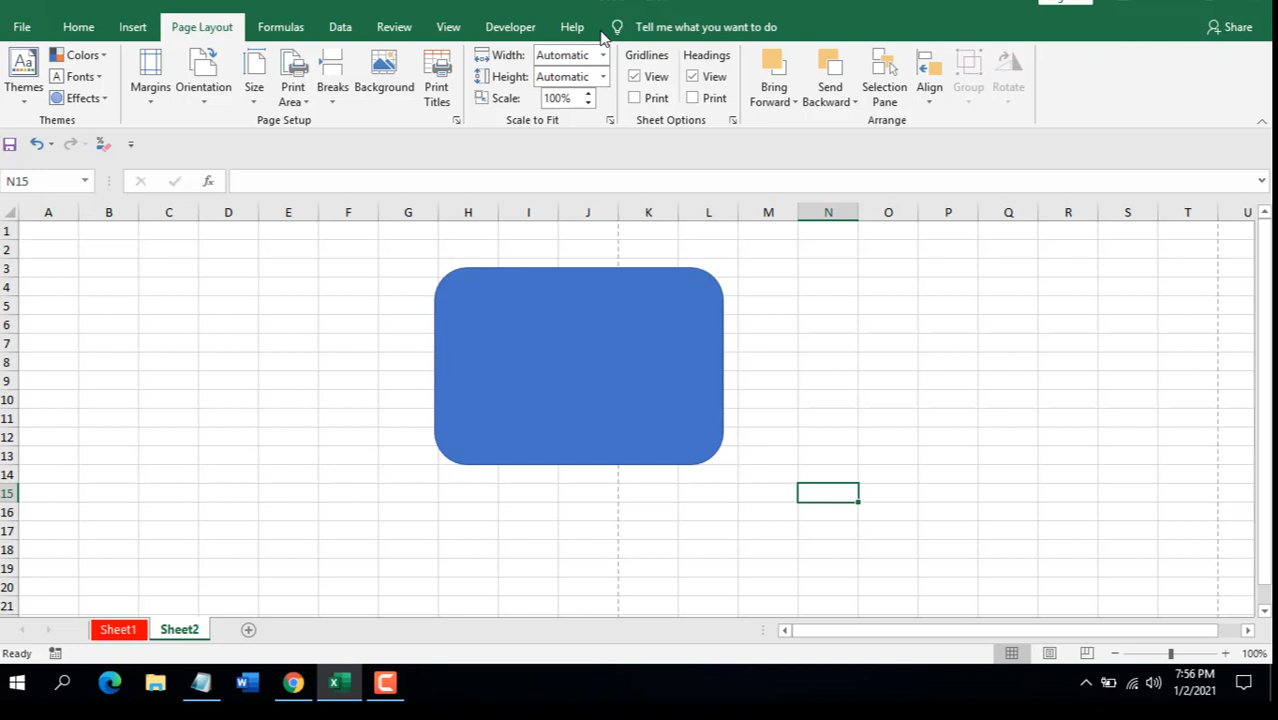 File Home Insert Page Layout Formulas Data Review View Developer Help Tell me what you want to do Share
Aa Colors Width: Automatic Gridlines Headings
Fonts Height: Automatic View View
Themes Effects Margins Orientation Size Print Area Breaks Background Print Titles Scale: 100% Print Print Bring Forward Send Backward Selection Pane Align Group Rotate
Themes Page Setup Scale to Fit Sheet Options Arrange
N15 fx
A B C D E F G H I J K L M N O P Q R S T U
1
2
3
4
5
6
7
8
9
10
11
12
13
14
15
16
17
18
19
20
21
Sheet1 Sheet2
Ready 100%
7:56 PM
1/2/2021